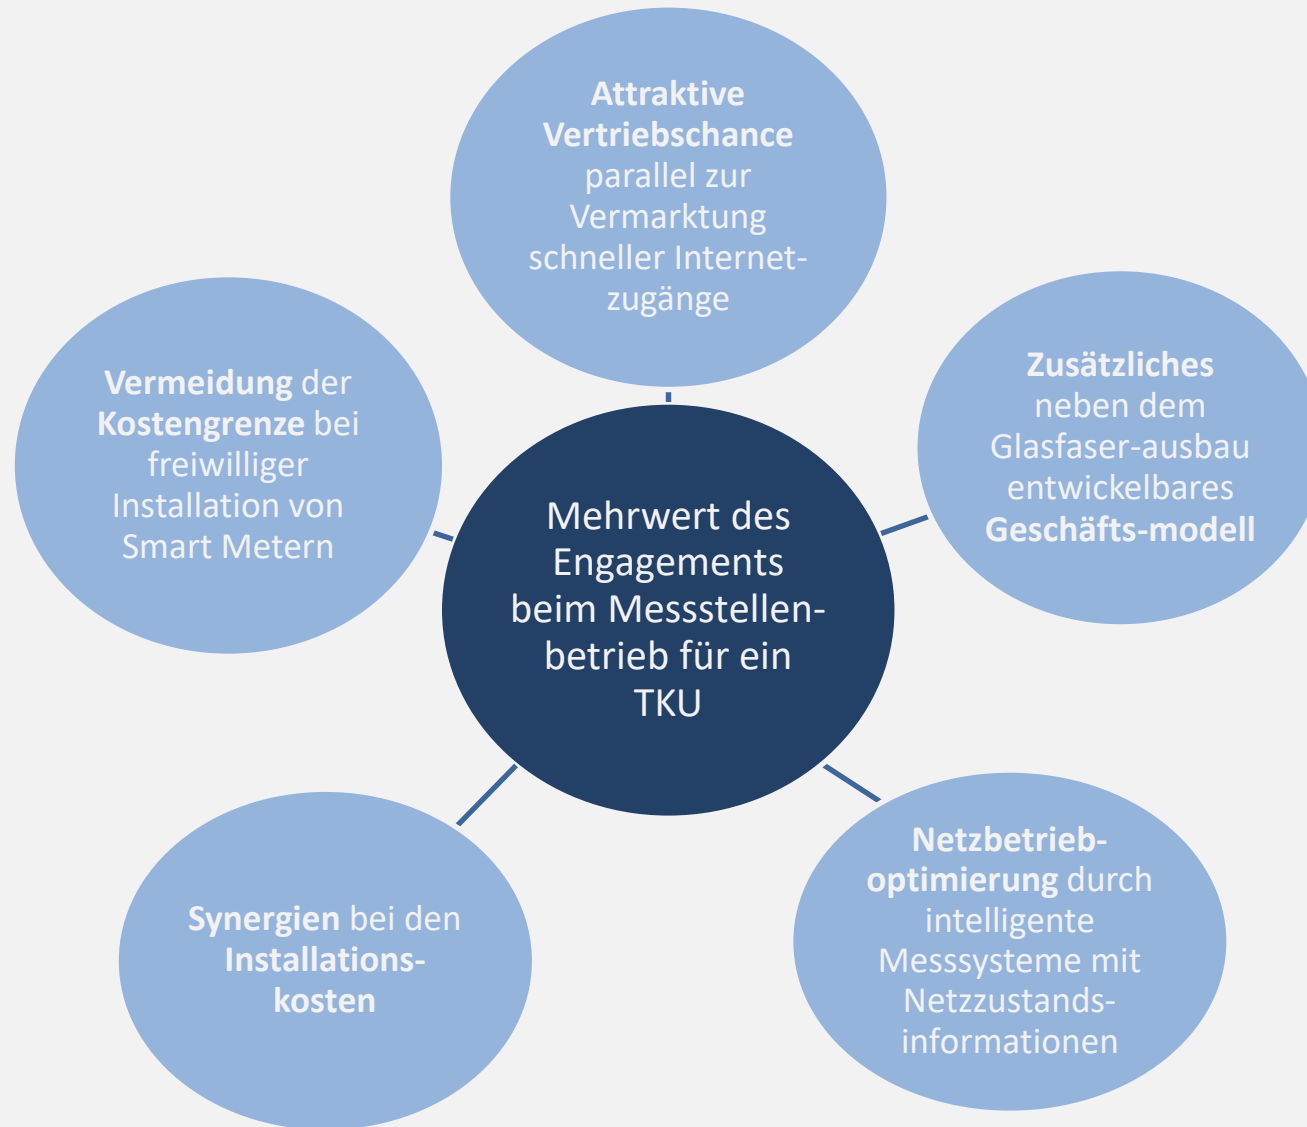 Attraktive
Vertriebschance
parallel zur
Vermarktung
schneller Internet-
zugänge
Vermeidung der
Kostengrenze bei
freiwilliger
Installation von
Smart Metern
Zusätzliches
neben dem
Glasfaser-ausbau
entwickelbares
Geschäfts-modell
Mehrwert des
Engagements
beim Messstellen-
betrieb für ein
TKU
Synergien bei den
Installations-
kosten
Netzbetrieb-
optimierung durch
intelligente
Messsysteme mit
Netzzustands-
informationen